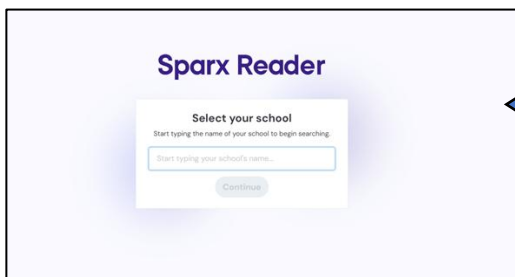 Sparx Reader
Select your school
Start typing the name of your school to begin searching.
Start typing your school's name...
Continue